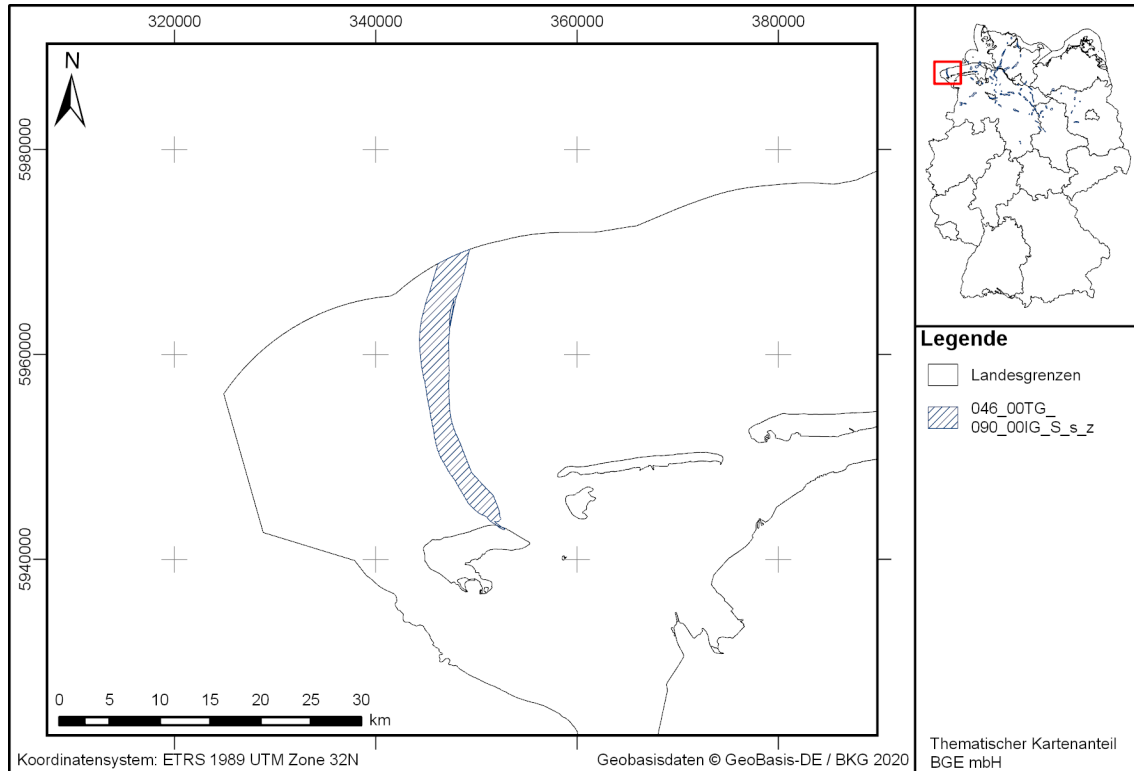 320000 340000 360000 380000
N
5980000
5960000
5940000
0 5 10 15 20 25 30
km
Koordinatensystem: ETRS 1989 UTM Zone 32N
Geobasisdaten © GeoBasis-DE / BKG 2020
Legende
Landesgrenzen
046_00TG_
090_00IG_S_s_z
Thematischer Kartenanteil
BGE mbH